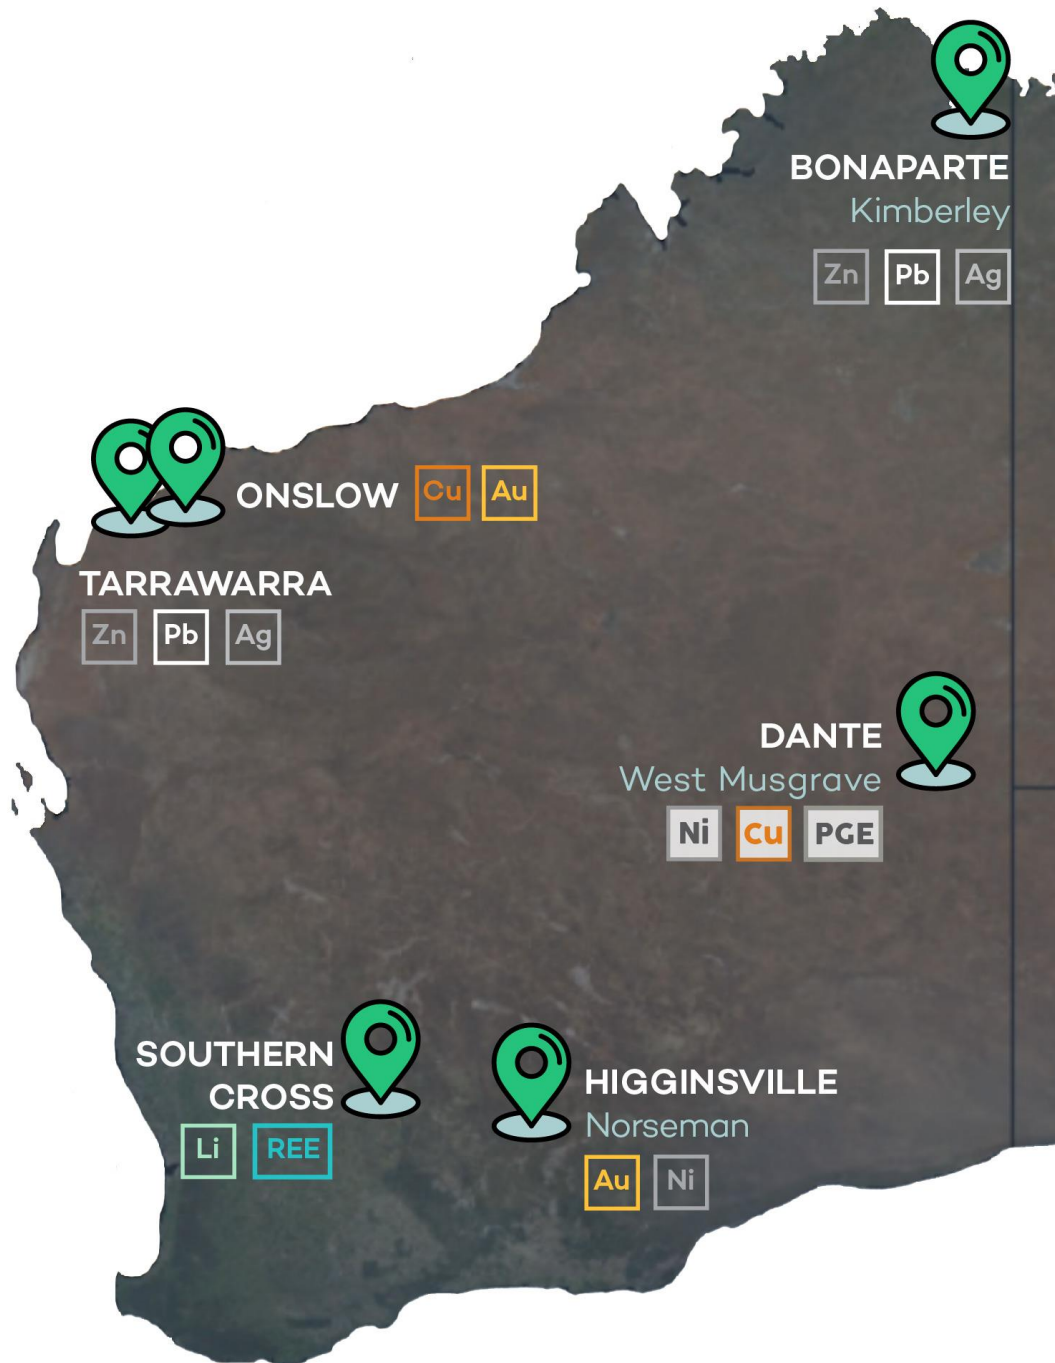 BONAPARTE
Kimberley
Zn Pb Ag
ONSLOW Cu Au
TARRAWARRA
Zn Pb Ag
DANTE
West Musgrave
Ni Cu PGE
SOUTHERN
CROSS
Li REE
HIGGINSVILLE
Norseman
Au Ni